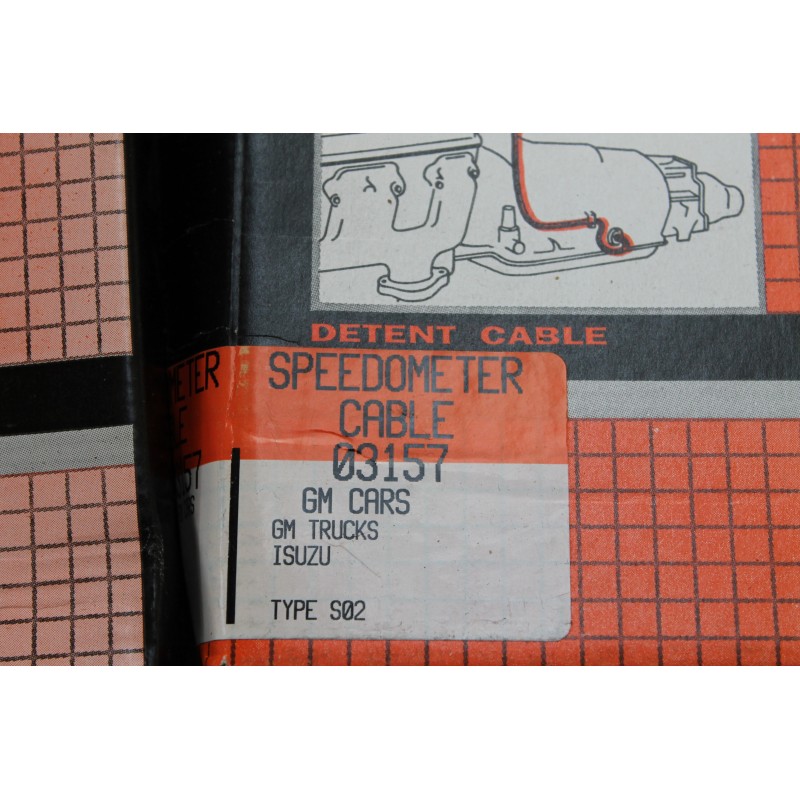 DETENT CABLE
SPEEDOMETER
CABLE
03157
GM CARS
GM TRUCKS
ISUZU
TYPE S02